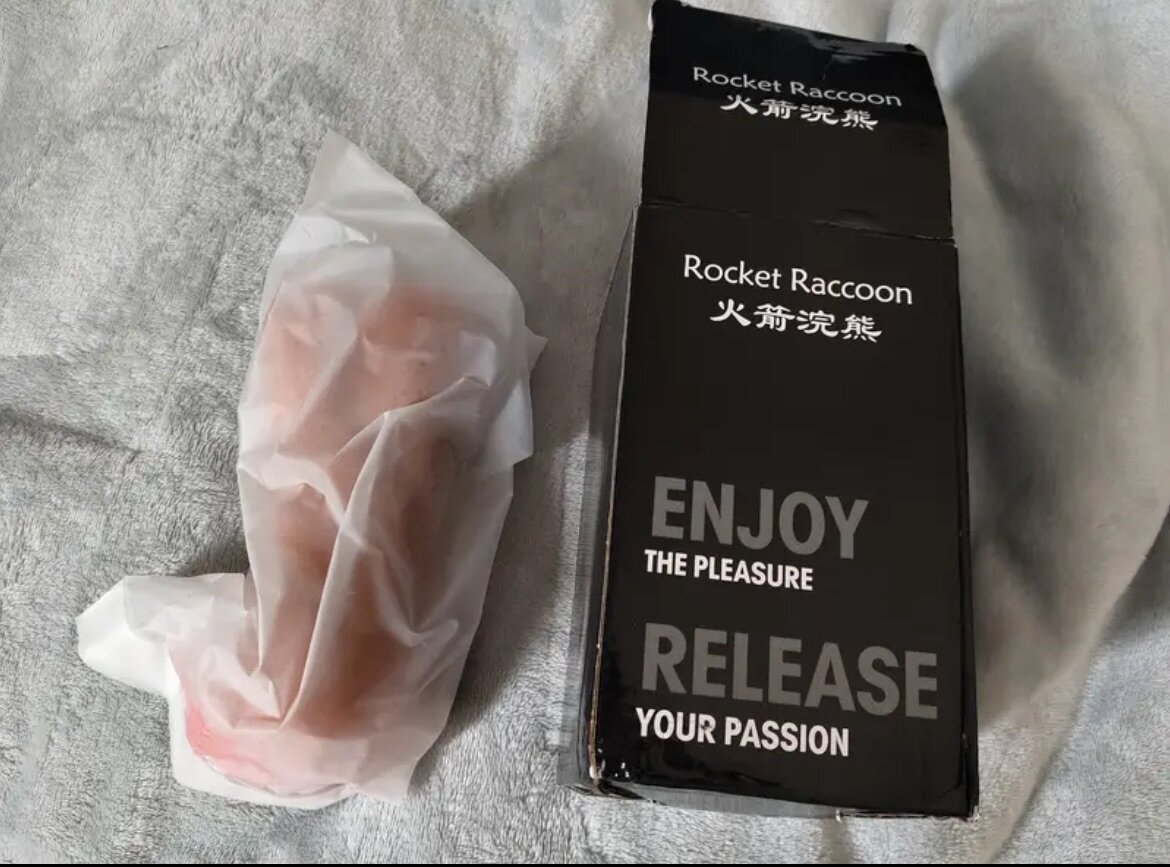 Rocket Raccoon
火箭浣熊
Rocket Raccoon
火箭浣熊
ENJOY
THE PLEASURE
RELEASE
YOUR PASSION